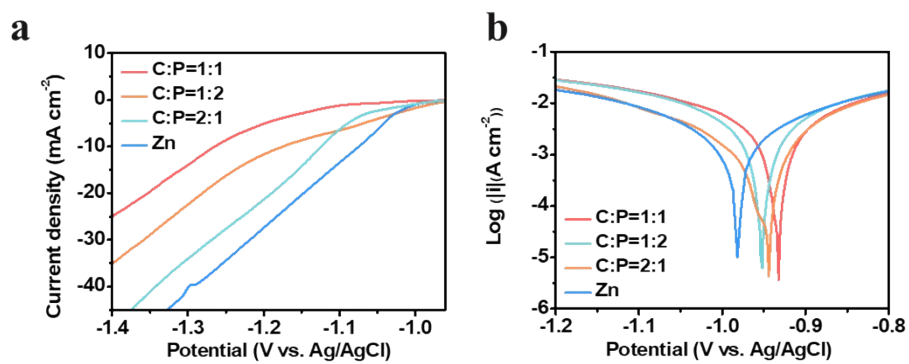 a
10
0
-10
-20
-30
-40
Current density (mA cm⁻²)
C:P=1:1
C:P=1:2
C:P=2:1
Zn
-1.4
-1.3
-1.2
-1.1
-1.0
Potential (V vs. Ag/AgCl)
b
-1
-2
-3
-4
-5
-6
Log (|I|(A cm⁻²))
C:P=1:1
C:P=1:2
C:P=2:1
Zn
-1.2
-1.1
-1.0
-0.9
-0.8
Potential (V vs. Ag/AgCl)